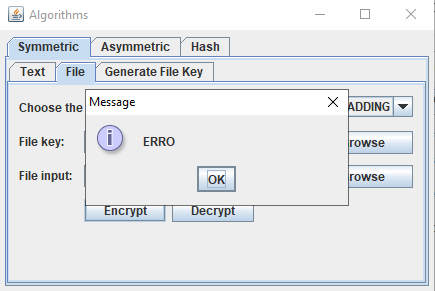 Algorithms
Symmetric Asymmetric Hash
Text File Generate File Key
Choose the ADDING
Message
ERRO
OK
File key: rowse
File input: rowse
Encrypt Decrypt